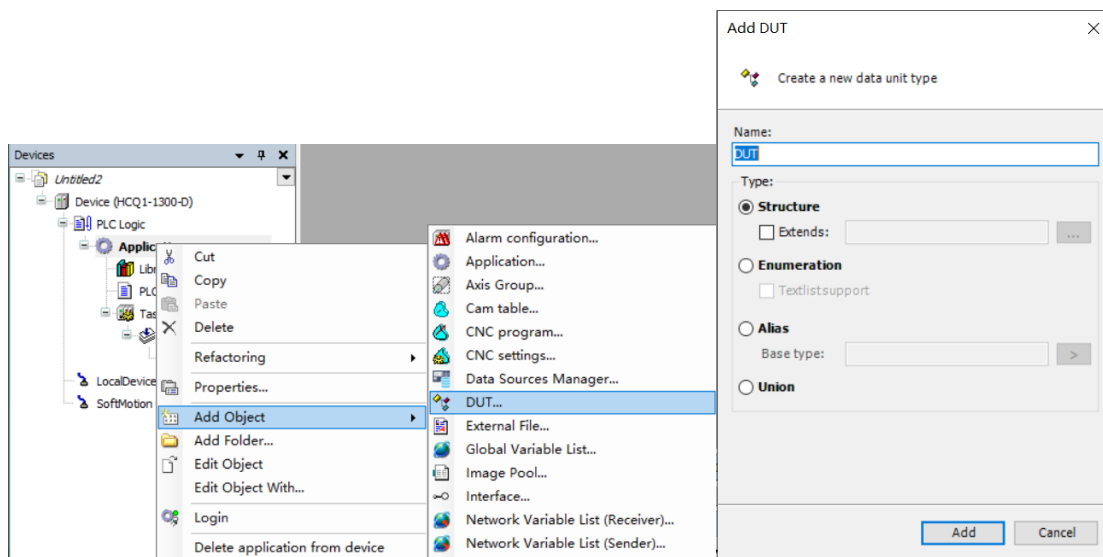 Devices
Untitled2
Device (HCQ1-1300-D)
PLC Logic
Cut
Copy
Paste
Delete
Refactoring
Properties...
Add Object
Add Folder...
Edit Object
Edit Object With...
Login
Delete application from device
PLC
LocalDevice
SoftMotion
Alarm configuration...
Application...
Axis Group...
Cam table...
CNC program...
CNC settings...
Data Sources Manager...
DUT...
External File...
Global Variable List...
Image Pool...
Interface...
Network Variable List (Receiver)...
Network Variable List (Sender)...
Add DUT
Create a new data unit type
Name:
DUT
Type:
Structure
Extends:
...
Enumeration
Textlistsupport
Alias
Base type:
>
Union
Add
Cancel